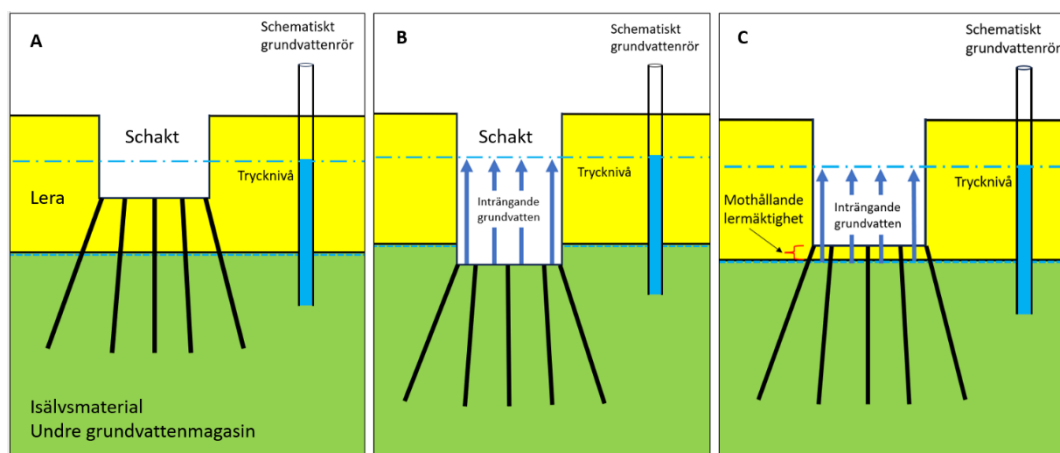 A
Schematiskt
grundvattenrör
Schakt
Trycknivå
Lera
Isälvsmaterial
Undre grundvattenmagasin
B
Schematiskt
grundvattenrör
Schakt
Trycknivå
Inträngande
grundvatten
C
Schematiskt
grundvattenrör
Trycknivå
Mothållande
lermäktighet
Inträngande
grundvatten